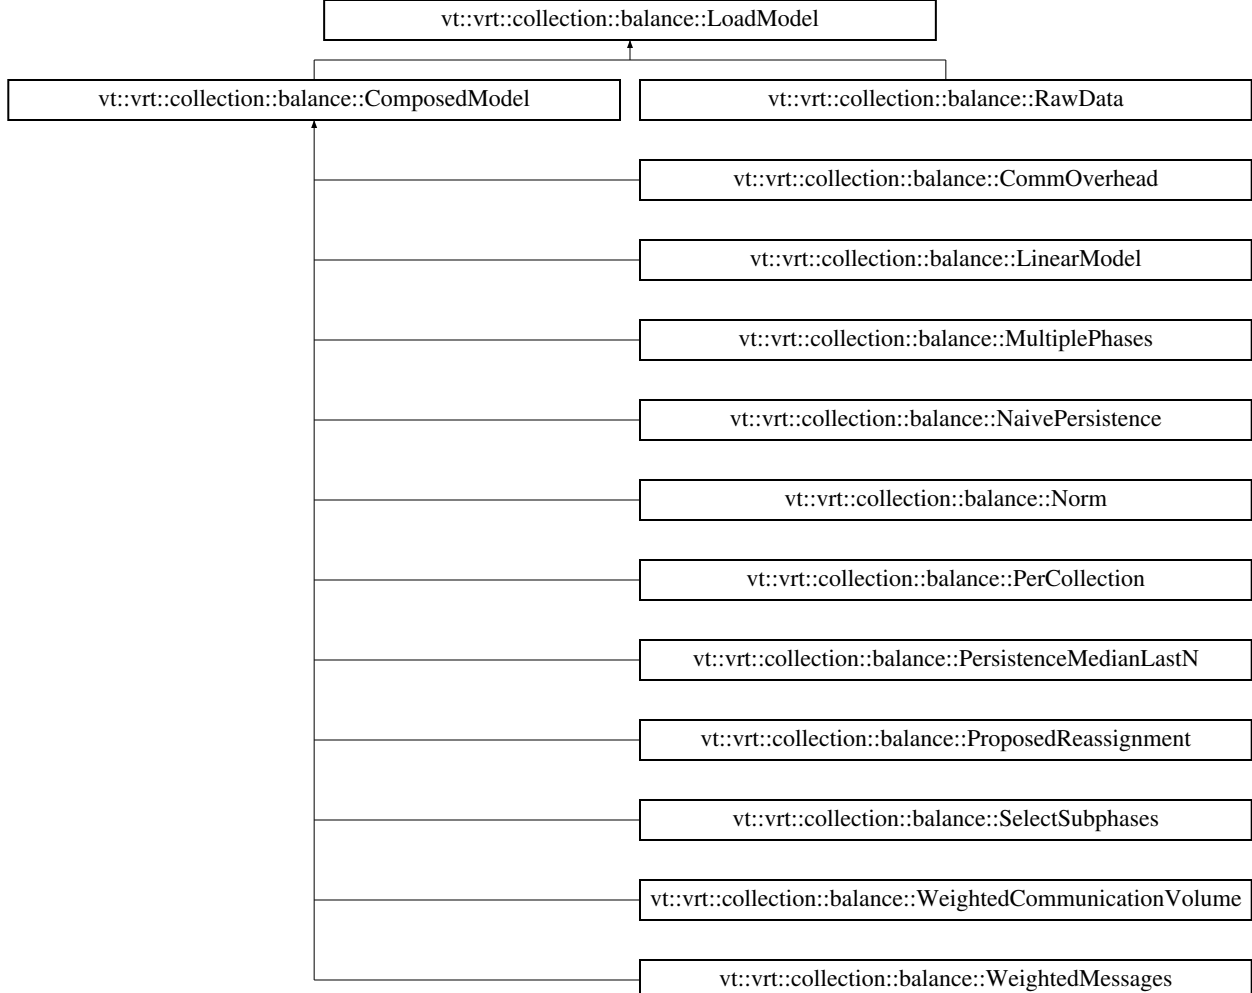 vt::vrt::collection::balance::LoadModel
vt::vrt::collection::balance::ComposedModel
vt::vrt::collection::balance::RawData
vt::vrt::collection::balance::CommOverhead
vt::vrt::collection::balance::LinearModel
vt::vrt::collection::balance::MultiplePhases
vt::vrt::collection::balance::NaivePersistence
vt::vrt::collection::balance::Norm
vt::vrt::collection::balance::PerCollection
vt::vrt::collection::balance::PersistenceMedianLastN
vt::vrt::collection::balance::ProposedReassignment
vt::vrt::collection::balance::SelectSubphases
vt::vrt::collection::balance::WeightedCommunicationVolume
vt::vrt::collection::balance::WeightedMessages